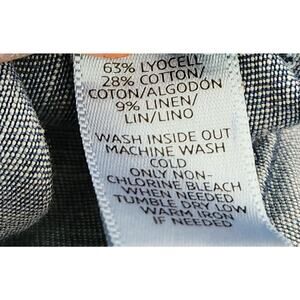 63% LYOCELL
28% COTTON/
COTON/ALGODÓN
9% LINEN/
LIN/LINO
WASH INSIDE OUT
MACHINE WASH
COLD
ONLY NON-
CHLORINE BLEACH
WHEN NEEDED
TUMBLE DRY LOW
WARM IRON
IF NEEDED